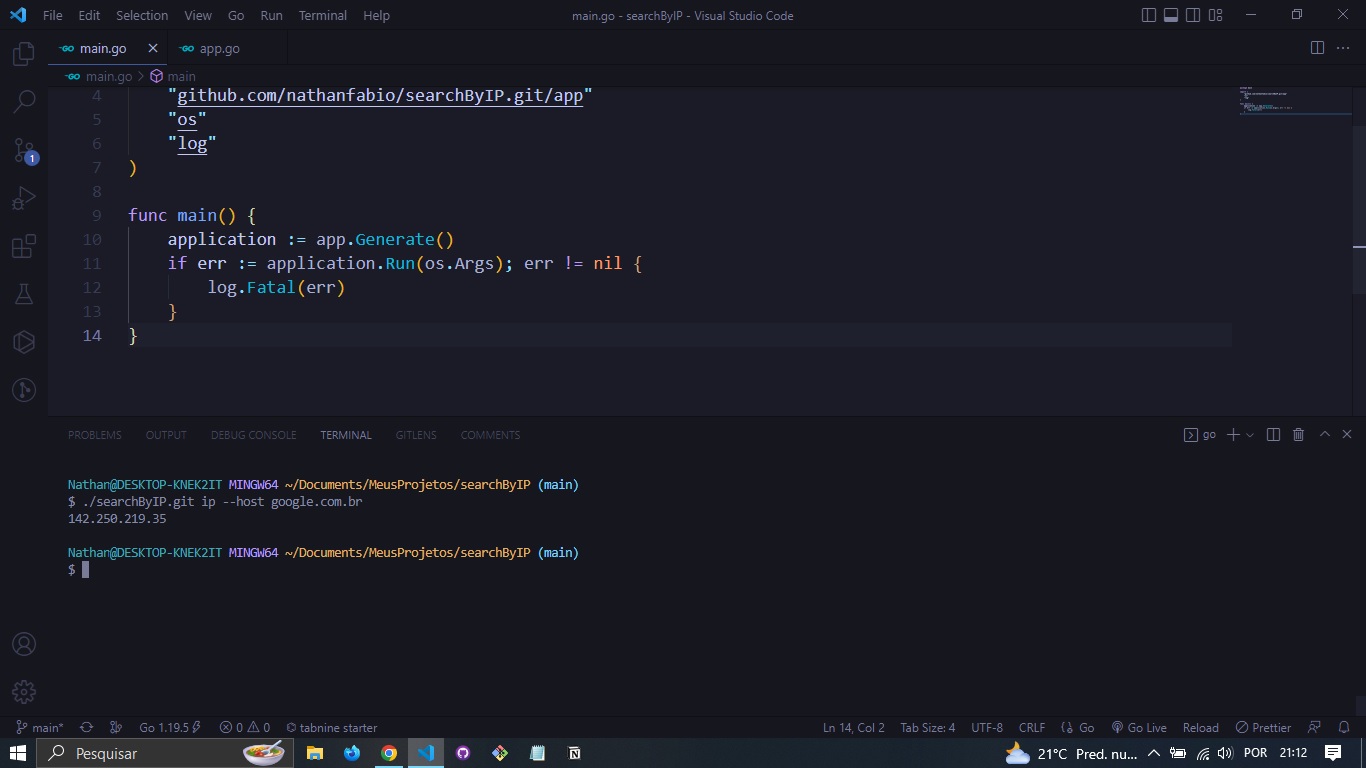 File Edit Selection View Go Run Terminal Help main.go - searchByIP - Visual Studio Code
main.go app.go
main.go > main
4 "github.com/nathanfabio/searchByIP.git/app"
5 "os"
6 "log"
7 )
8
9 func main() {
10 application := app.Generate()
11 if err := application.Run(os.Args); err != nil {
12 log.Fatal(err)
13 }
14 }
1
PROBLEMS OUTPUT DEBUG CONSOLE TERMINAL GITLENS COMMENTS go
Nathan@DESKTOP-KNEK2IT MINGW64 ~/Documents/MeusProjetos/searchByIP (main)
$ ./searchByIP.git ip --host google.com.br
142.250.219.35
Nathan@DESKTOP-KNEK2IT MINGW64 ~/Documents/MeusProjetos/searchByIP (main)
$
main* Go 1.19.5 0 0 tabnine starter Ln 14, Col 2 Tab Size: 4 UTF-8 CRLF Go Go Live Reload Prettier
Pesquisar 21°C Pred. nu... POR 21:12